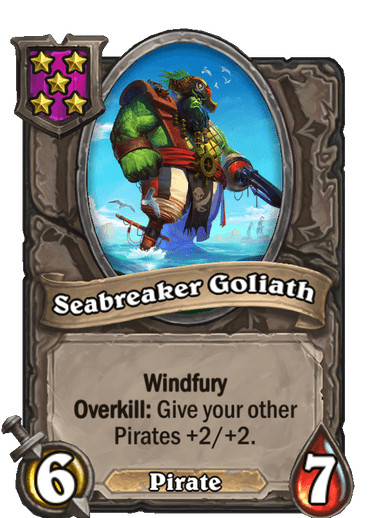 Seabreaker Goliath
Windfury
Overkill: Give your other
Pirates +2/+2.
6
Pirate
7